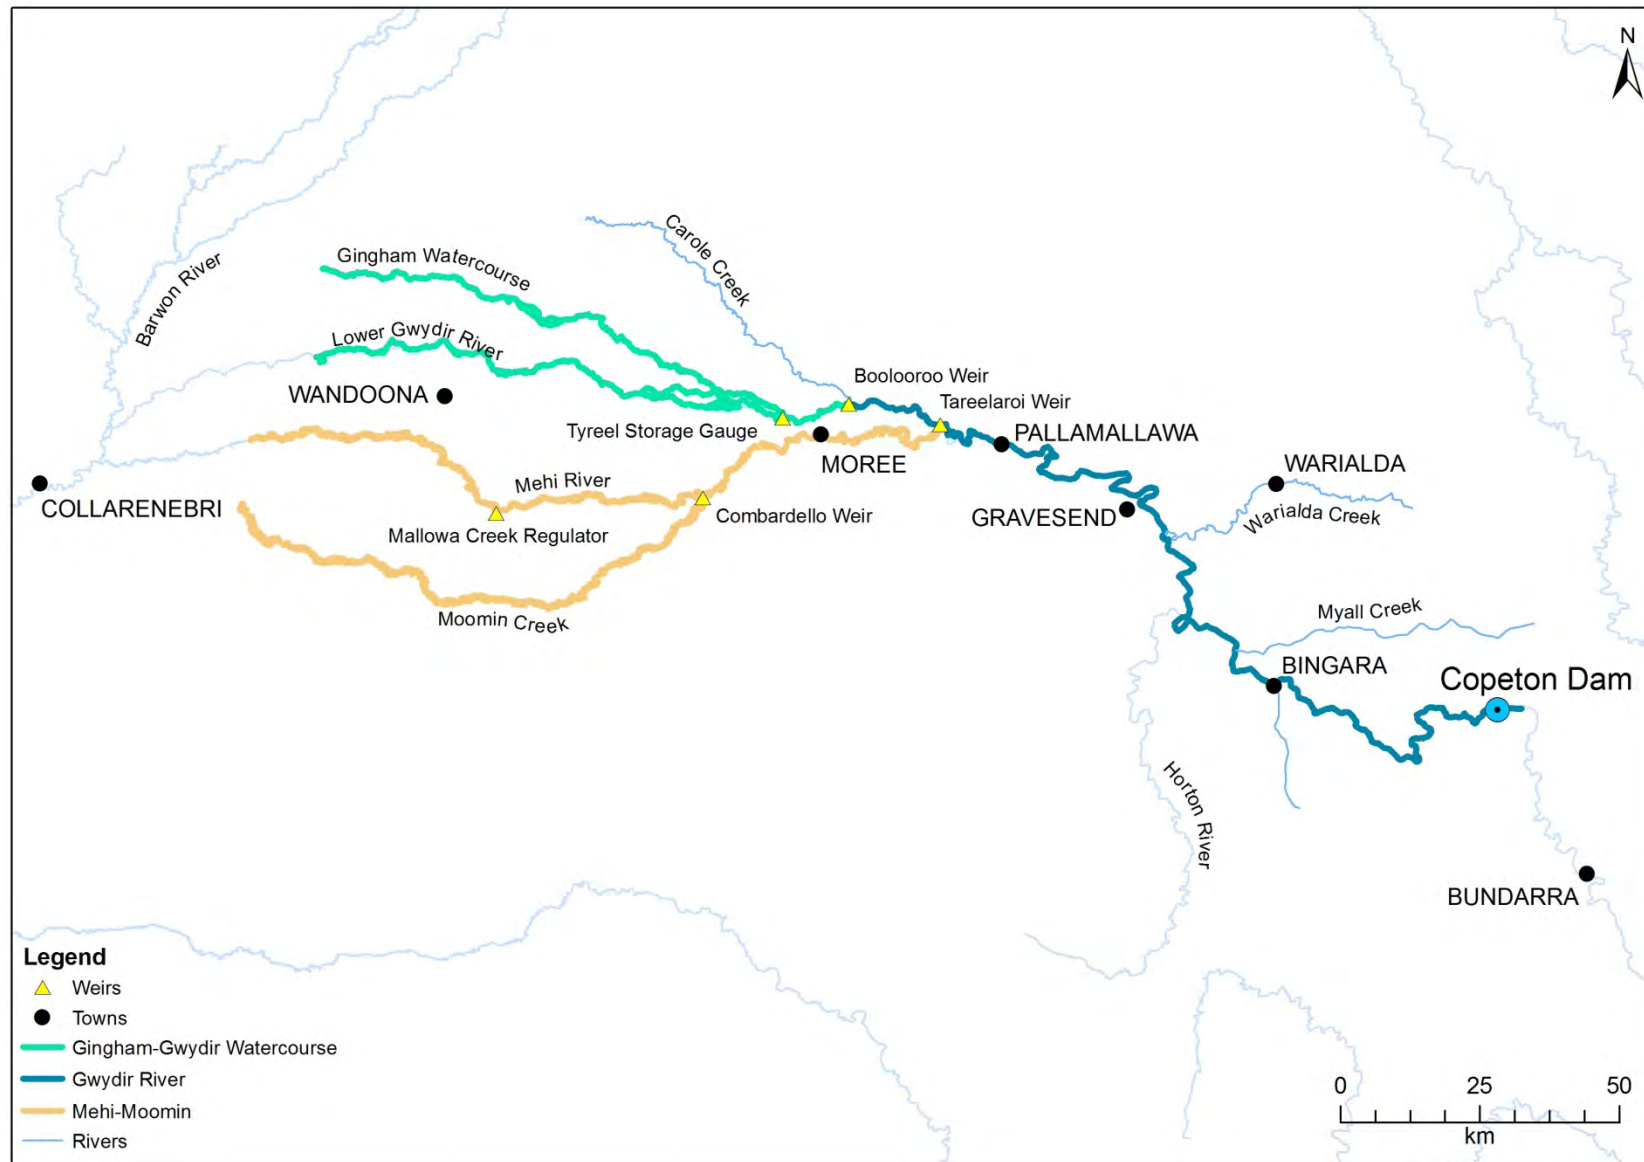 N
Carole Creek
Gingham Watercourse
Barwon River
Lower Gwydir River
Boolooroo Weir
WANDOONA
Tareelaroi Weir
Tyreel Storage Gauge
PALLAMALLAWA
MOREE
WARIALDA
Mehi River
COLLARENEBRI
Combardello Weir
GRAVESEND
Warialda Creek
Mallowa Creek Regulator
Moomin Creek
Myall Creek
BINGARA
Copeton Dam
Horton River
BUNDARRA
Legend
Weirs
Towns
Gingham-Gwydir Watercourse
Gwydir River
Mehi-Moomin
Rivers
0 25 50
km